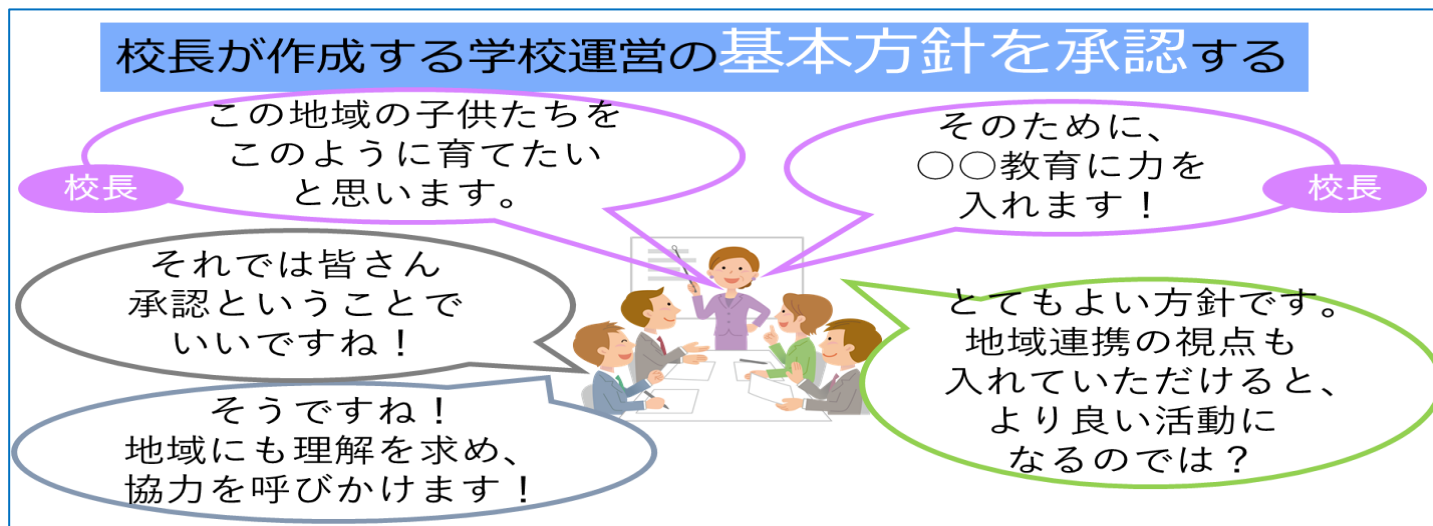 校長が作成する学校運営の基本方針を承認する
この地域の子供たちを
このように育てたい
と思います。
校長
そのために、
○○教育に力を
入れます！
校長
それでは皆さん
承認ということで
いいですね！
とてもよい方針です。
地域連携の視点も
入れていただけると、
より良い活動に
なるのでは？
そうですね！
地域にも理解を求め、
協力を呼びかけます！